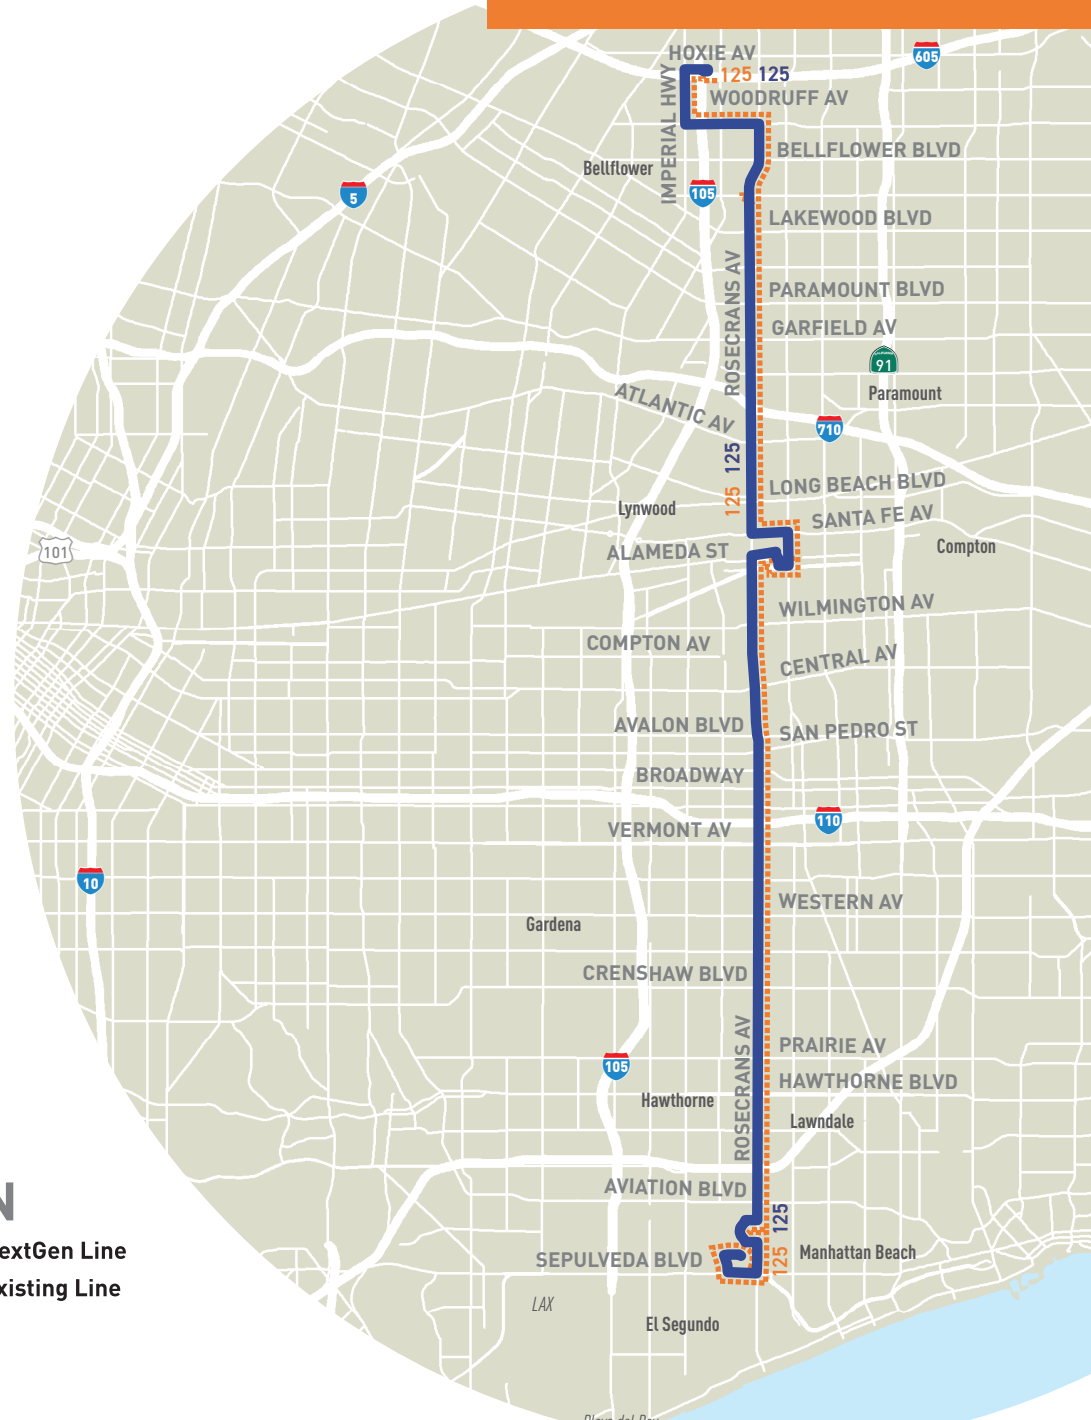 HOXIE AV
605
125 125
IMPERIAL HWY
WOODRUFF AV
BELLFLOWER BLVD
Bellflower
105
5
LAKEWOOD BLVD
ROSECRANS AV
PARAMOUNT BLVD
GARFIELD AV
91
Paramount
ATLANTIC AV
710
125
125
LONG BEACH BLVD
Lynwood
SANTA FE AV
101
ALAMEDA ST
Compton
WILMINGTON AV
COMPTON AV
CENTRAL AV
AVALON BLVD
SAN PEDRO ST
BROADWAY
VERMONT AV
110
10
WESTERN AV
Gardena
CRENSHAW BLVD
ROSECRANS AV
PRAIRIE AV
105
HAWTHORNE BLVD
Hawthorne
Lawndale
AVIATION BLVD
N
125
125
extGen Line
Manhattan Beach
SEPULVEDA BLVD
xisting Line
LAX
El Segundo